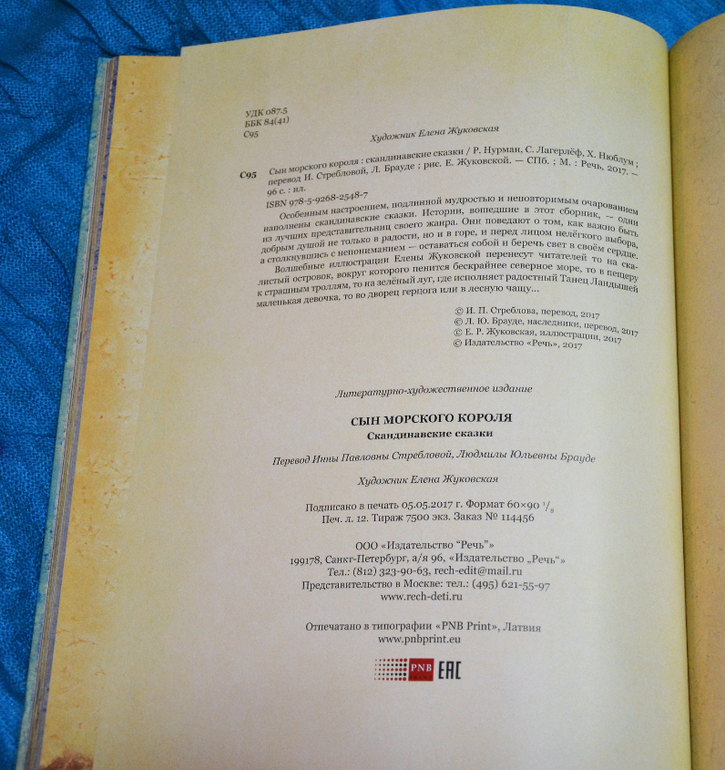 УДК 087.5
ББК 84(41)
С95
Художник Елена Жуковская
С95 Сын морского короля : скандинавские сказки / Р. Нурман, С. Лагерлёф, Х. Нюблум ;
перевод И. Стребловой, Л. Брауде ; рис. Е. Жуковской. — СПб. ; М. : Речь, 2017. —
96 с. : ил.
ISBN 978-5-9268-2548-7
Особенным настроением, подлинной мудростью и неповторимым очарованием
наполнены скандинавские сказки. Истории, вошедшие в этот сборник, — одни
из лучших представительниц своего жанра. Они поведают о том, как важно быть
добрым душой не только в радости, но и в горе, и перед лицом нелёгкого выбора,
а столкнувшись с непониманием — оставаться собой и беречь свет в своём сердце.
Волшебные иллюстрации Елены Жуковской перенесут читателей то на ска-
листый островок, вокруг которого пенится бескрайнее северное море, то в пещеру
к страшным троллям, то на зелёный луг, где исполняет радостный Танец Ландышей
маленькая девочка, то во дворец герцога или в лесную чащу...
© И. П. Стреблова, перевод, 2017
© Л. Ю. Брауде, наследники, перевод, 2017
© Е. Р. Жуковская, иллюстрации, 2017
© Издательство «Речь», 2017
Литературно-художественное издание
СЫН МОРСКОГО КОРОЛЯ
Скандинавские сказки
Перевод Инны Павловны Стребловой, Людмилы Юльевны Брауде
Художник Елена Жуковская
Подписано в печать 05.05.2017 г. Формат 60×90 1/8
Печ. л. 12. Тираж 7500 экз. Заказ № 114456
ООО «Издательство "Речь"»
199178, Санкт-Петербург, а/я 96, «Издательство „Речь“»
Тел.: (812) 323-90-63, rech-edit@mail.ru
Представительство в Москве: тел.: (495) 621-55-97
www.rech-deti.ru
Отпечатано в типографии «PNB Print», Латвия
www.pnbprint.eu
PNB PRINT EAC